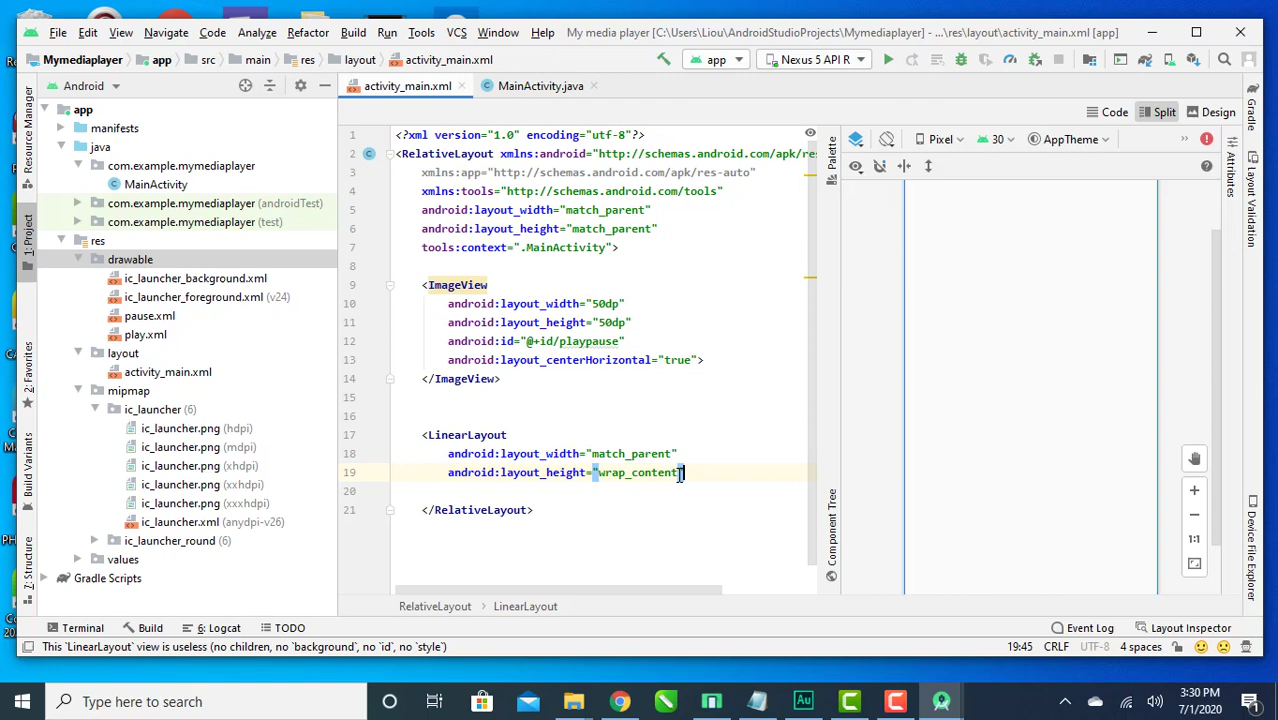 File Edit View Navigate Code Analyze Refactor Build Run Tools VCS Window Help My media player [C:\Users\Liou\AndroidStudioProjects\Mymediaplayer] - ...\res\layout\activity_main.xml [app]
Mymediaplayer app src main res layout activity_main.xml app Nexus 5 API R
Android activity_main.xml MainActivity.java
Code Split Design
Resource Manager
1: Project
2: Favorites
Build Variants
7: Structure
app
manifests
java
com.example.mymediaplayer
MainActivity
com.example.mymediaplayer (androidTest)
com.example.mymediaplayer (test)
res
drawable
ic_launcher_background.xml
ic_launcher_foreground.xml (v24)
pause.xml
play.xml
layout
activity_main.xml
mipmap
ic_launcher (6)
ic_launcher.png (hdpi)
ic_launcher.png (mdpi)
ic_launcher.png (xhdpi)
ic_launcher.png (xxhdpi)
ic_launcher.png (xxxhdpi)
ic_launcher.xml (anydpi-v26)
ic_launcher_round (6)
values
Gradle Scripts
1 <?xml version="1.0" encoding="utf-8"?>
2 <RelativeLayout xmlns:android="http://schemas.android.com/apk/res
3 xmlns:app="http://schemas.android.com/apk/res-auto"
4 xmlns:tools="http://schemas.android.com/tools"
5 android:layout_width="match_parent"
6 android:layout_height="match_parent"
7 tools:context=".MainActivity">
8
9 <ImageView
10 android:layout_width="50dp"
11 android:layout_height="50dp"
12 android:id="@+id/playpause"
13 android:layout_centerHorizontal="true">
14 </ImageView>
15
16
17 <LinearLayout
18 android:layout_width="match_parent"
19 android:layout_height="wrap_content"
20
21 </RelativeLayout>
RelativeLayout > LinearLayout
Palette
Component Tree
Pixel 30 AppTheme
1:1
Attributes
Gradle
Layout Validation
Device File Explorer
Terminal Build 6: Logcat TODO Event Log Layout Inspector
This `LinearLayout` view is useless (no children, no `background`, no `id`, no `style`) 19:45 CRLF UTF-8 4 spaces
Type here to search
Au
3:30 PM
7/1/2020
1